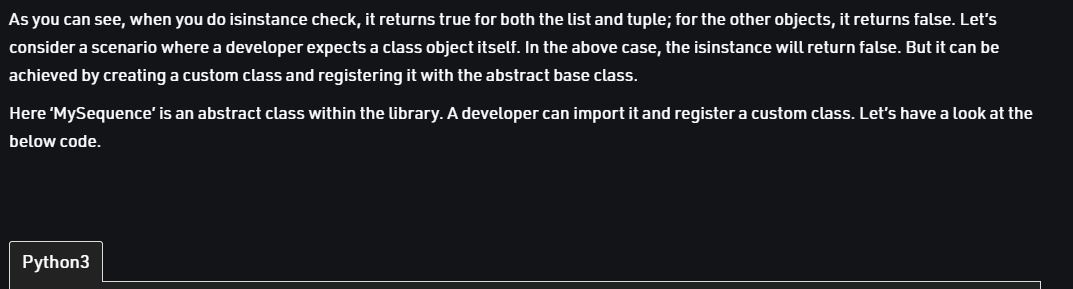 As you can see, when you do isinstance check, it returns true for both the list and tuple; for the other objects, it returns false. Let’s
consider a scenario where a developer expects a class object itself. In the above case, the isinstance will return false. But it can be
achieved by creating a custom class and registering it with the abstract base class.
Here ‘MySequence’ is an abstract class within the library. A developer can import it and register a custom class. Let’s have a look at the
below code.
Python3